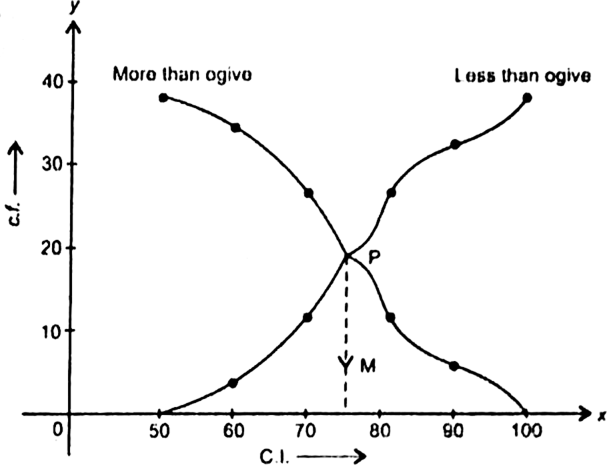 y
More than ogive
Less than ogive
40
30
c.f.
20
P
10
M
0 50 60 70 80 90 100 x
C.I.